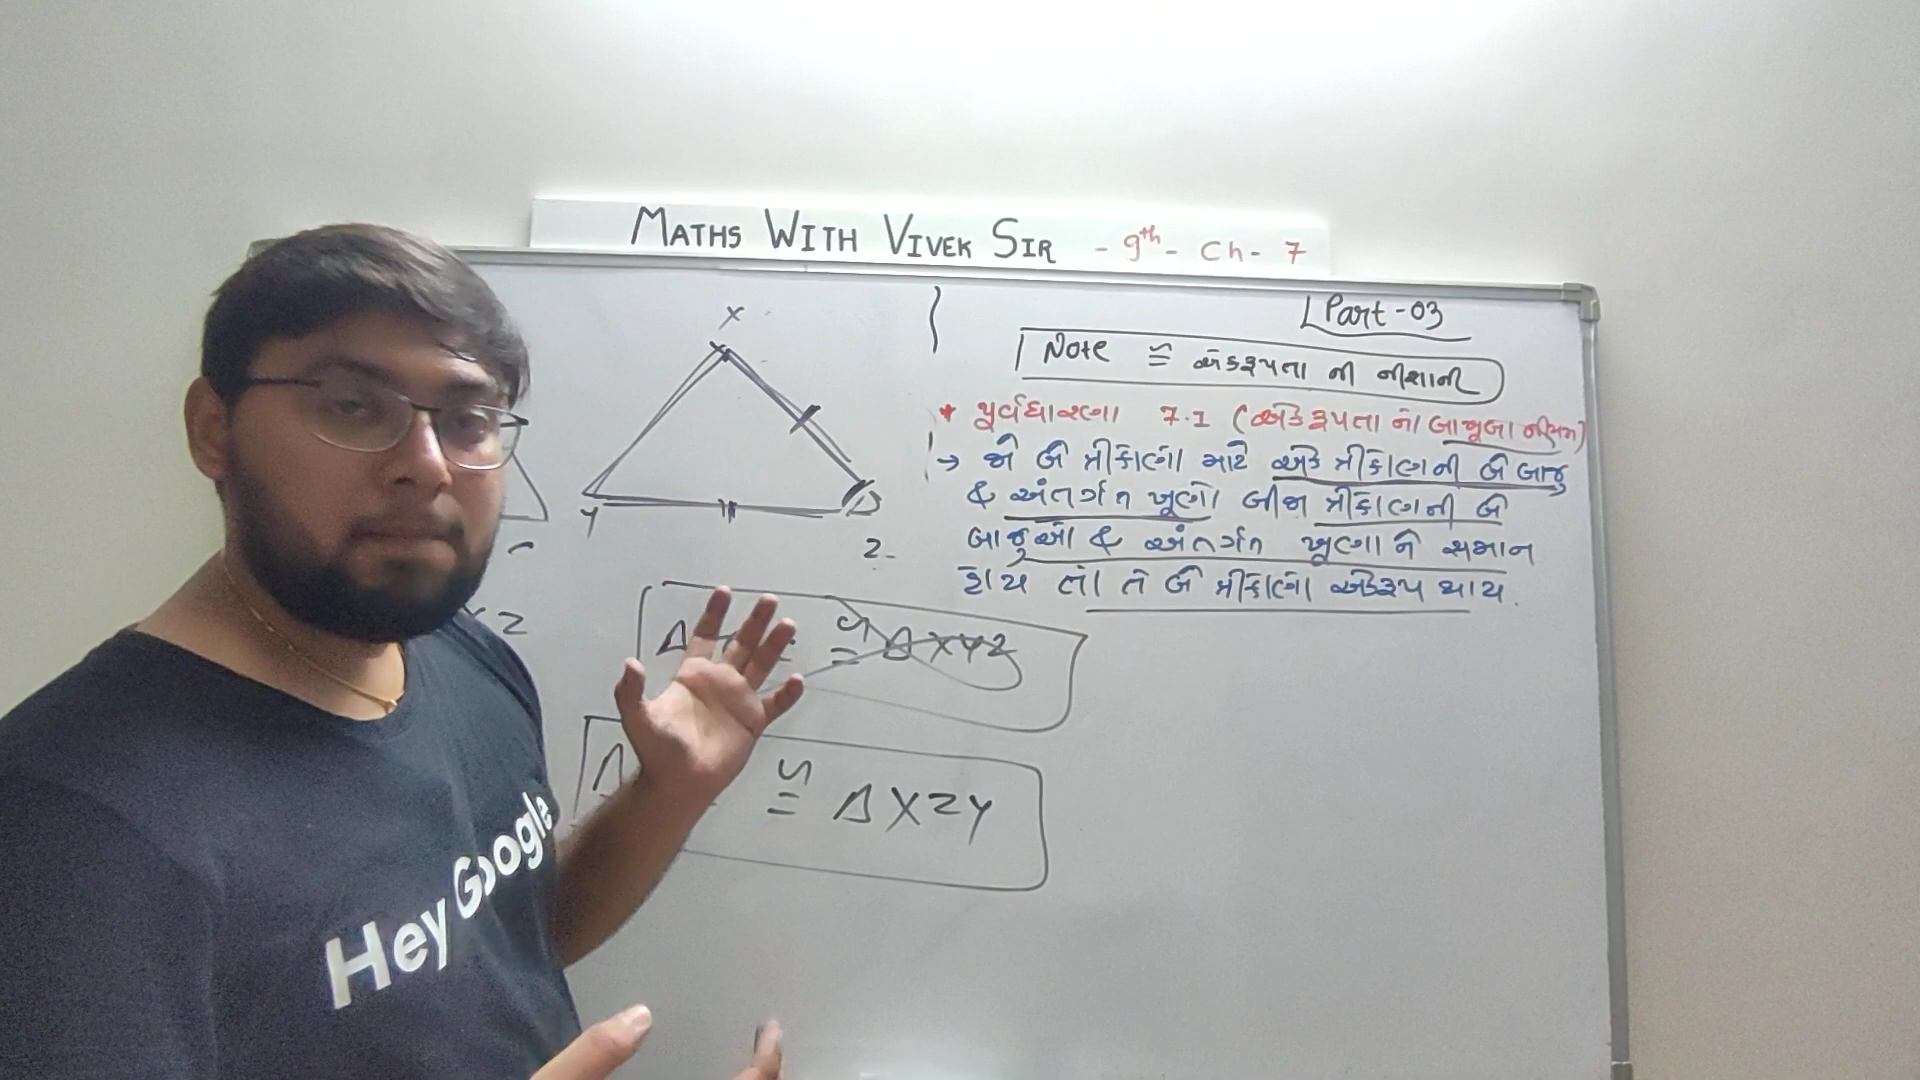 MATHS WITH VIVEK SIR - 9th - Ch - 7
Part - 03
Note ≅ એકરૂપતા ની નીશાની
* પૂર્વધારણા 7.1 (એકરૂપતા નો બાખૂબા નીયમ)
→ જો બે ત્રીકોણો માટે એક ત્રીકોણની બે બાજુ
& અંતર્ગત ખૂણો બીજા ત્રીકોણની બે
બાજુઓ & અંતર્ગત ખૂણા ને સમાન
હોય તો તે બે ત્રીકોણો એકરૂપ થાય.
X
Y
Z
≅ ΔXYZ
≅ ΔXZY
Hey Google